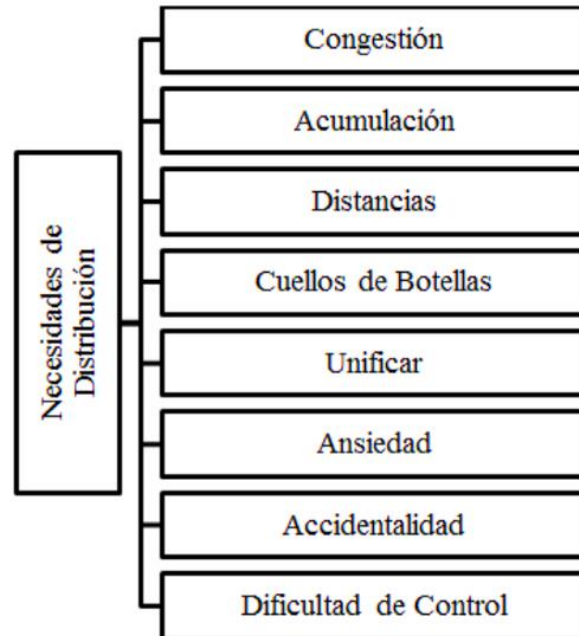 Necesidades de
Distribución
Congestión
Acumulación
Distancias
Cuellos de Botellas
Unificar
Ansiedad
Accidentalidad
Dificultad de Control